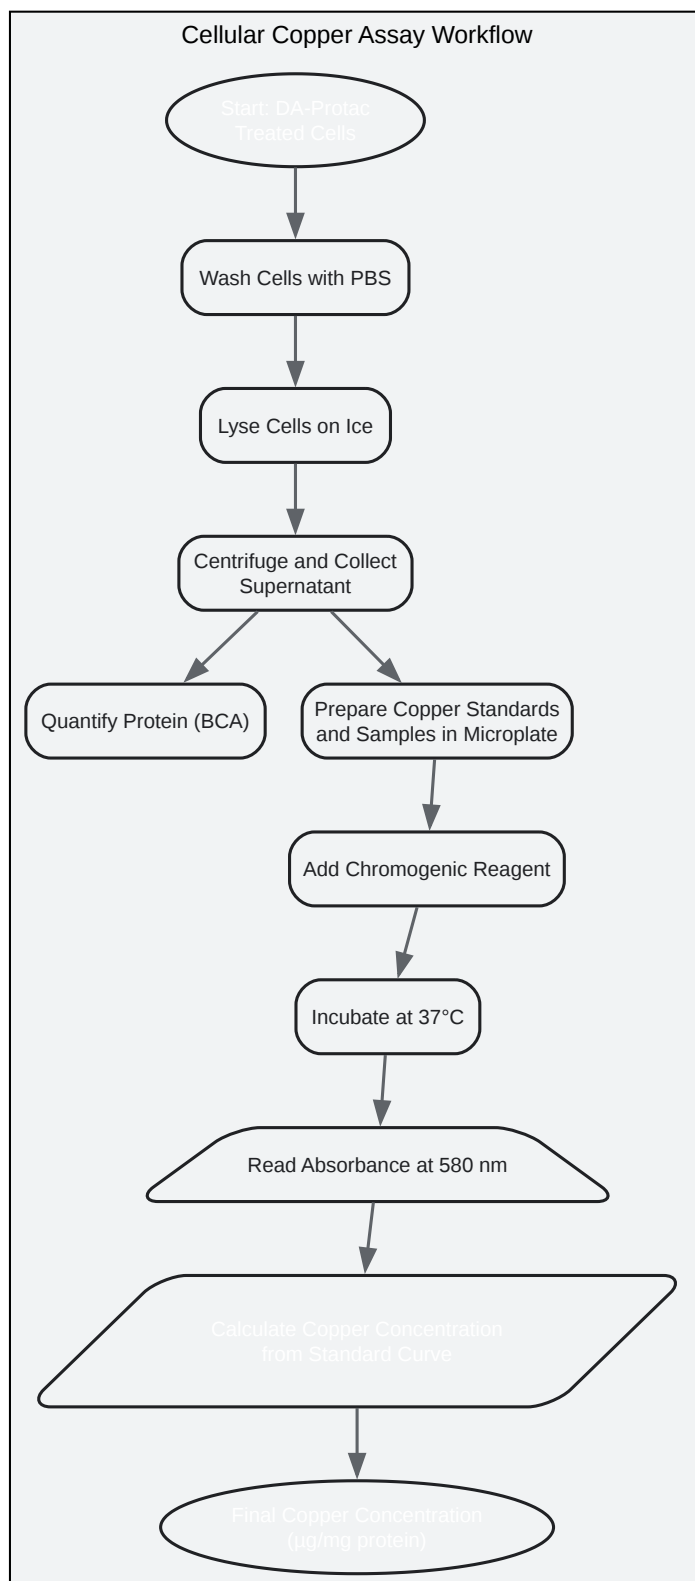 Cellular Copper Assay Workflow
Start: DA-Protac
Treated Cells
Wash Cells with PBS
Lyse Cells on Ice
Centrifuge and Collect
Supernatant
Quantify Protein (BCA)
Prepare Copper Standards
and Samples in Microplate
Add Chromogenic Reagent
Incubate at 37°C
Read Absorbance at 580 nm
Calculate Copper Concentration
from Standard Curve
Final Copper Concentration
(µg/mg protein)